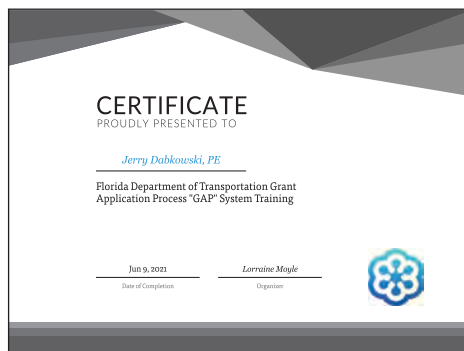 CERTIFICATE
PROUDLY PRESENTED TO
Jerry Dabkowski, PE
Florida Department of Transportation Grant
Application Process "GAP" System Training
Jun 9, 2021
Lorraine Moyle
Date of Completion
Organizer